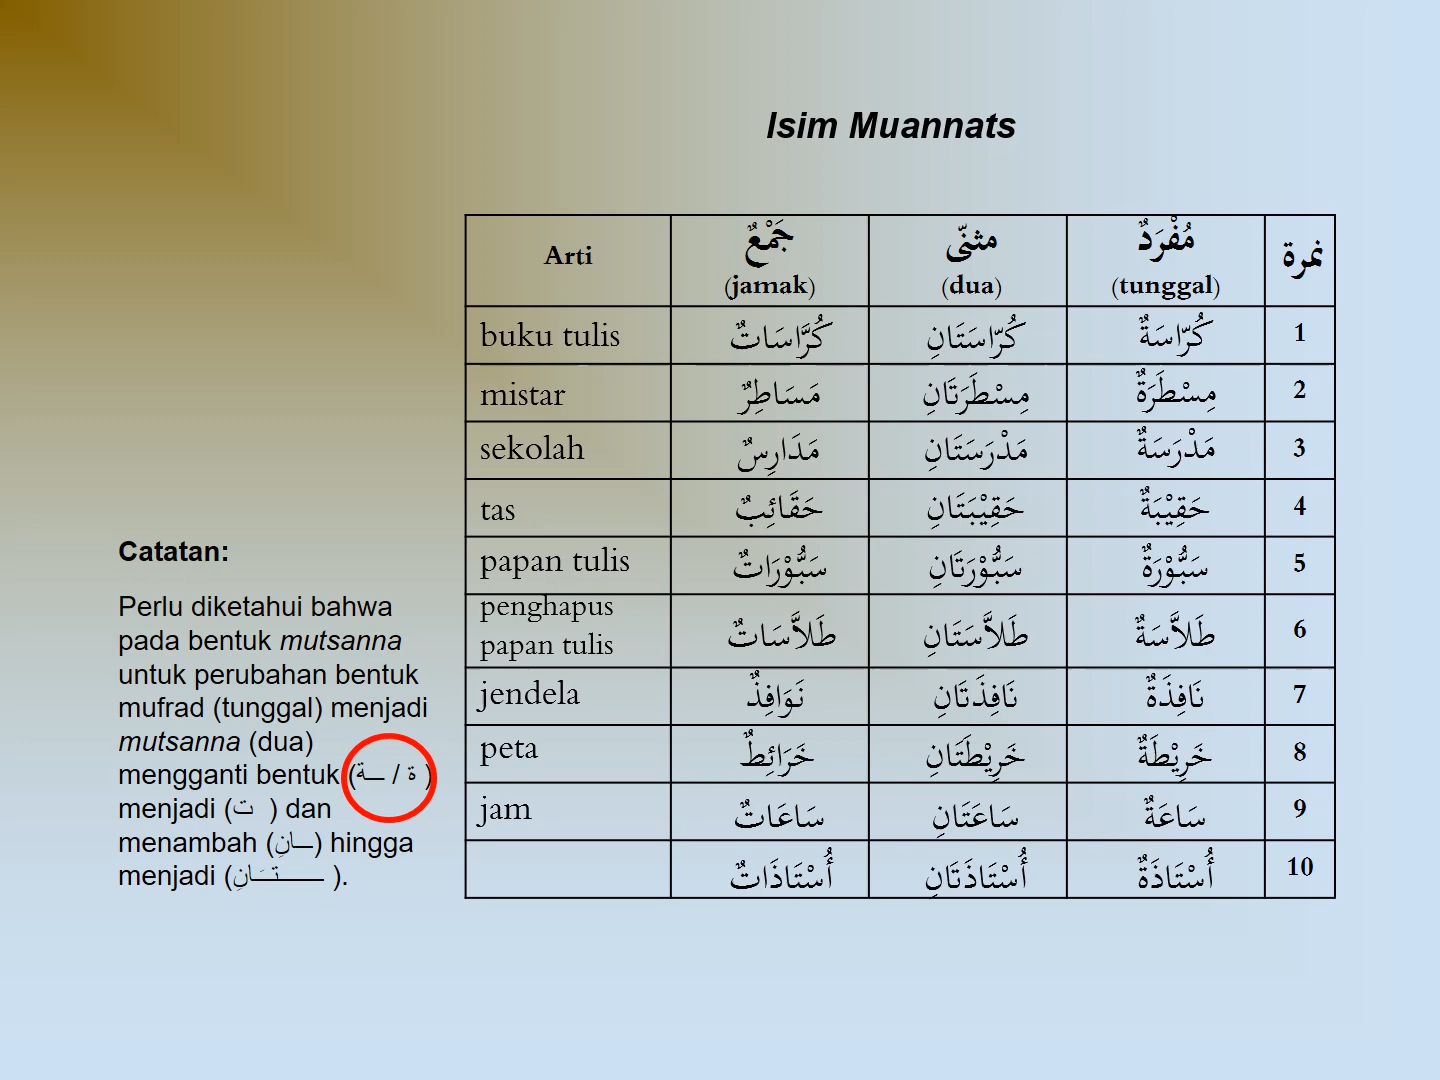 Isim Muannats
Arti | جَمْعٌ (jamak) | مثنّى (dua) | مُفْرَدٌ (tunggal) | نمرة
buku tulis | كُرَّاسَاتٌ | كُرّاسَتَانِ | كُرّاسَةٌ | 1
mistar | مَسَاطِرٌ | مِسْطَرَتَانِ | مِسْطَرَةٌ | 2
sekolah | مَدَارِسٌ | مَدْرَسَتَانِ | مَدْرَسَةٌ | 3
tas | حَقَائِبٌ | حَقِيْبَتَانِ | حَقِيْبَةٌ | 4
papan tulis | سَبُّوْرَاتٌ | سَبُّوْرَتَانِ | سَبُّوْرَةٌ | 5
penghapus papan tulis | طَلاَّسَاتٌ | طَلاَّسَتَانِ | طَلاَّسَةٌ | 6
jendela | نَوَافِذٌ | نَافِذَتَانِ | نَافِذَةٌ | 7
peta | خَرَائِطٌ | خَرِيْطَتَانِ | خَرِيْطَةٌ | 8
jam | سَاعَاتٌ | سَاعَتَانِ | سَاعَةٌ | 9
أُسْتَاذَاتٌ | أُسْتَاذَتَانِ | أُسْتَاذَةٌ | 10
Catatan:
Perlu diketahui bahwa
pada bentuk mutsanna
untuk perubahan bentuk
mufrad (tunggal) menjadi
mutsanna (dua)
mengganti bentuk (ة / ـة )
menjadi (ت ) dan
menambah (ـانِ) hingga
menjadi (ـــتَـانِ ).